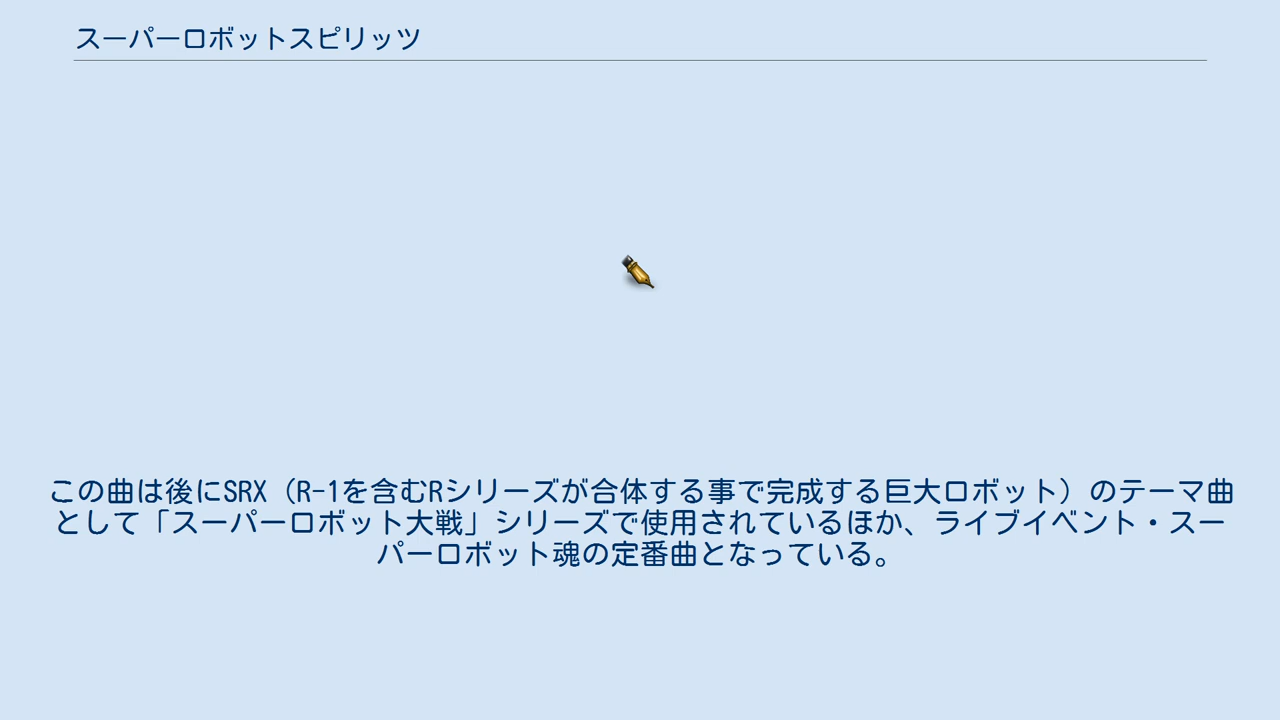 スーパーロボットスピリッツ
この曲は後にSRX（R-1を含むRシリーズが合体する事で完成する巨大ロボット）のテーマ曲
として「スーパーロボット大戦」シリーズで使用されているほか、ライブイベント・スー
パーロボット魂の定番曲となっている。